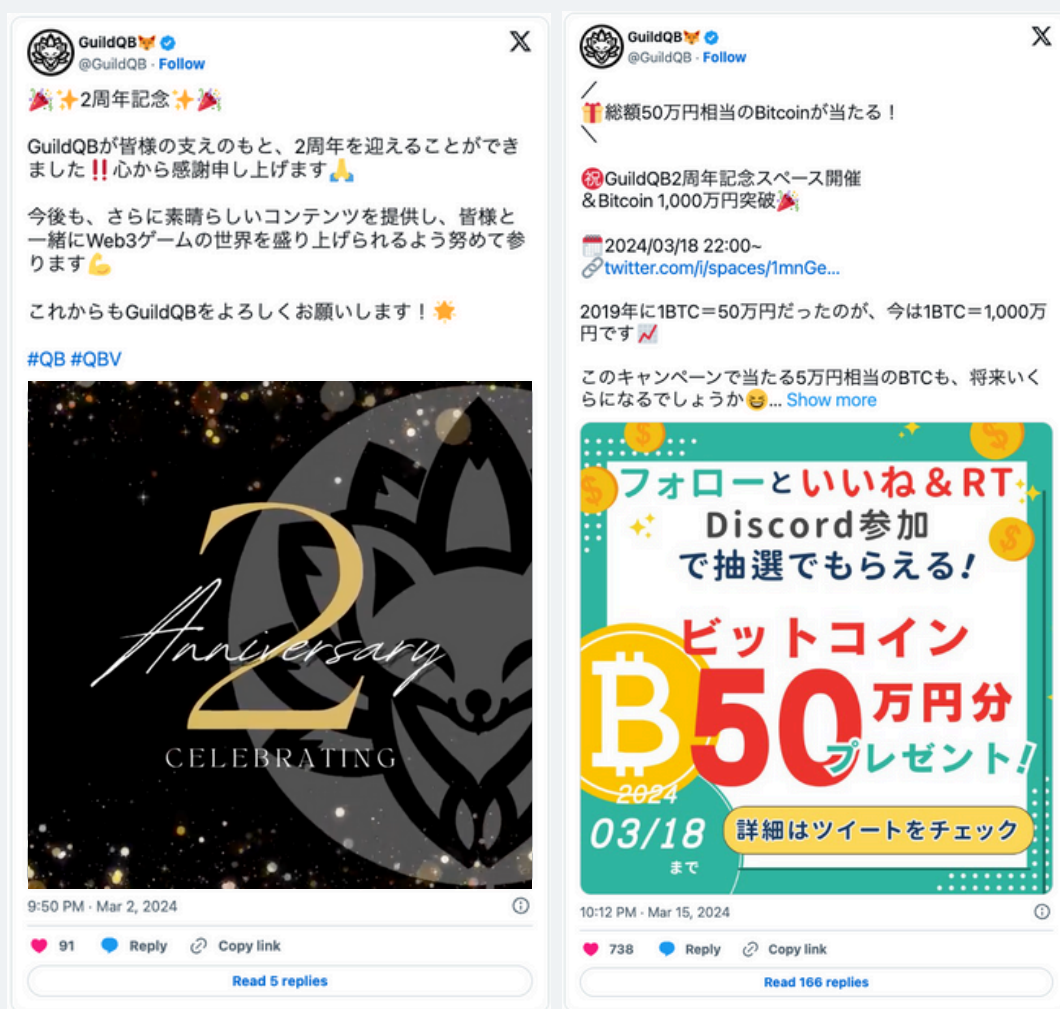 GuildQB🦊
@GuildQB · Follow
🎉✨2周年記念✨🎉
GuildQBが皆様の支えのもと、2周年を迎えることができ
ました‼️心から感謝申し上げます🙏
今後も、さらに素晴らしいコンテンツを提供し、皆様と
一緒にWeb3ゲームの世界を盛り上げられるよう努めて参
ります💪
これからもGuildQBをよろしくお願いします！🌟
#QB #QBV
2
Anniversary
CELEBRATING
9:50 PM · Mar 2, 2024
91 Reply Copy link
Read 5 replies
GuildQB🦊
@GuildQB · Follow
／
🎁総額50万円相当のBitcoinが当たる！
＼
㊗️GuildQB2周年記念スペース開催
＆Bitcoin 1,000万円突破🎉
🗓️2024/03/18 22:00~
🔗twitter.com/i/spaces/1mnGe...
2019年に1BTC＝50万円だったのが、今は1BTC＝1,000万
円です📈
このキャンペーンで当たる5万円相当のBTCも、将来いく
らになるでしょうか😆... Show more
フォローといいね＆RT
Discord参加
で抽選でもらえる!
ビットコイン
50万円分
プレゼント!
2024
03/18
まで
詳細はツイートをチェック
10:12 PM · Mar 15, 2024
738 Reply Copy link
Read 166 replies